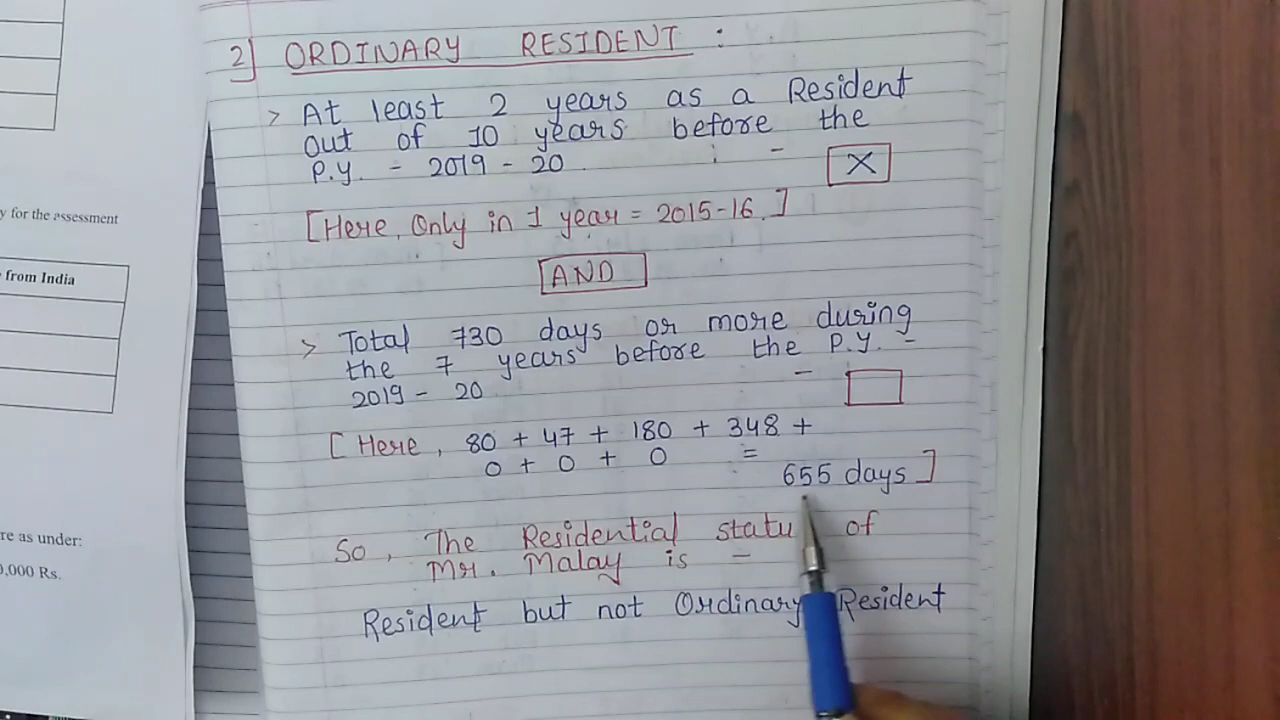 2] ORDINARY RESIDENT :
> At least 2 years as a Resident
out of 10 years before the
P.Y. - 2019 - 20 - X
[Here, Only in 1 year = 2015-16.]
AND
> Total 730 days or more during
the 7 years before the P.Y. -
2019 - 20 -
[Here, 80 + 47 + 180 + 348 +
0 + 0 + 0 =
655 days]
So, The Residential statu of
Mr. Malay is -
Resident but not Ordinary Resident
y for the assessment
from India
re as under:
0,000 Rs.